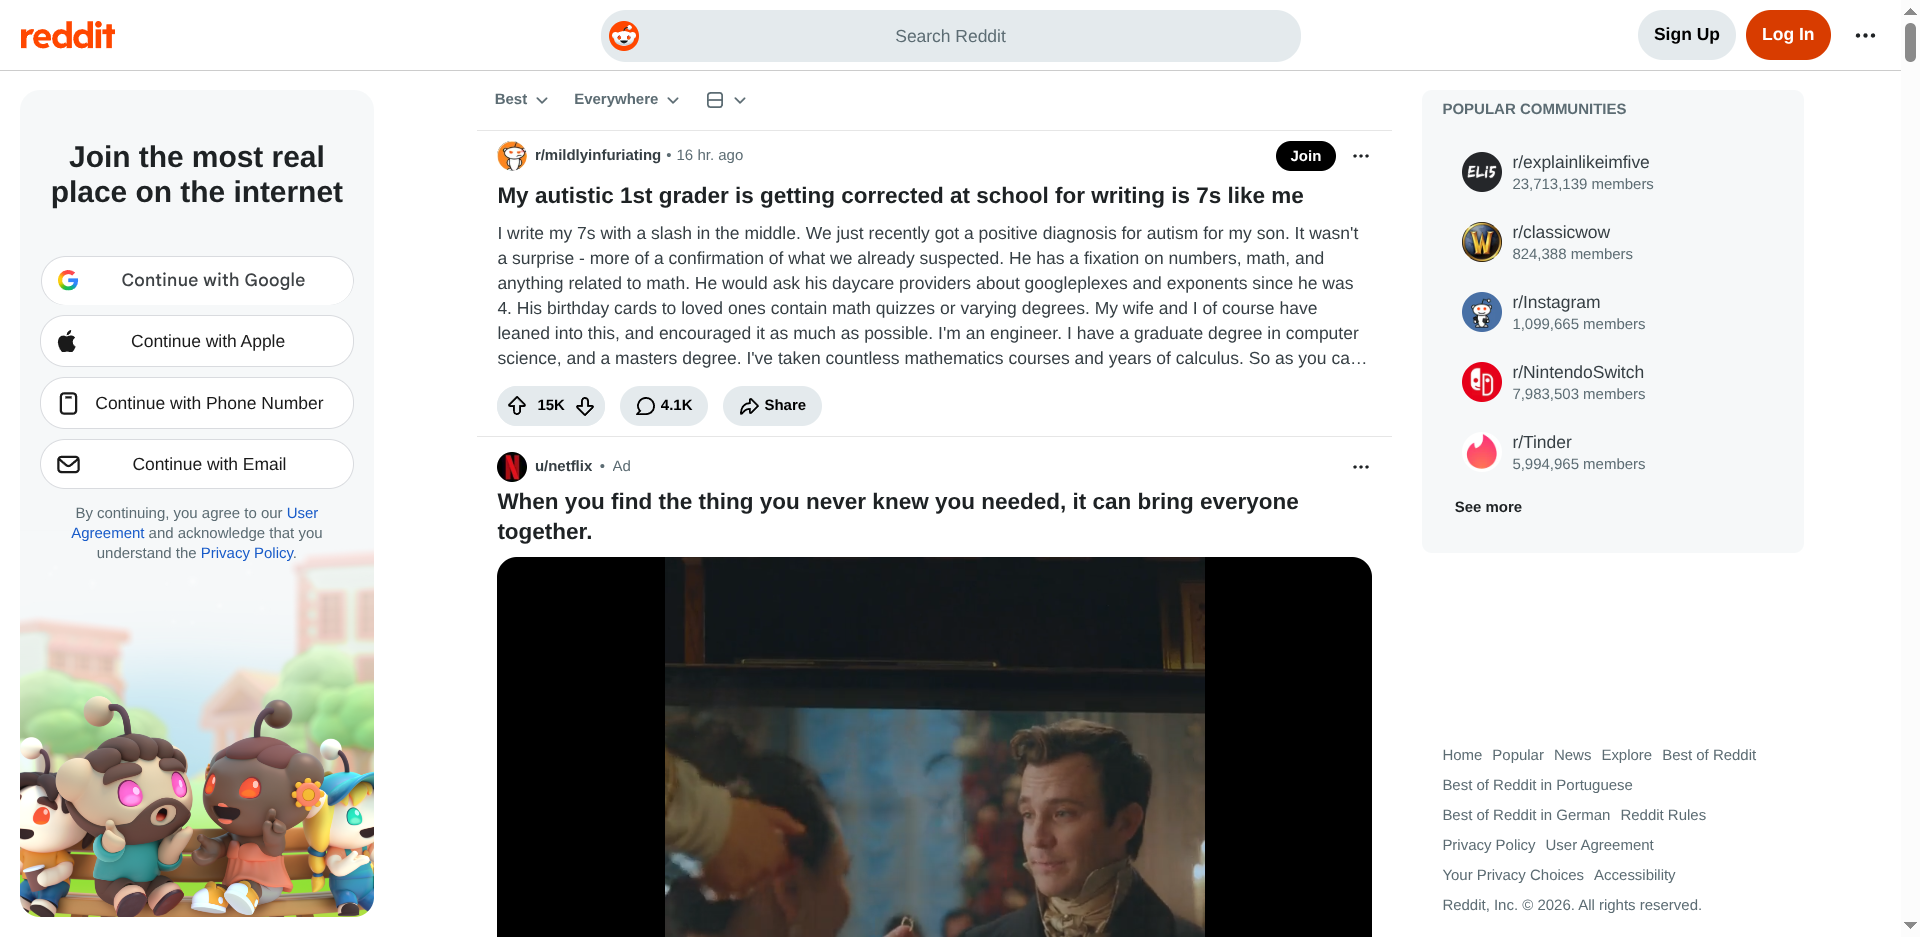 reddit
Search Reddit
Sign Up
Log In
Join the most real
place on the internet
Continue with Google
Continue with Apple
Continue with Phone Number
Continue with Email
By continuing, you agree to our User
Agreement and acknowledge that you
understand the Privacy Policy.
Best
Everywhere
r/mildlyinfuriating • 16 hr. ago
Join
My autistic 1st grader is getting corrected at school for writing is 7s like me
I write my 7s with a slash in the middle. We just recently got a positive diagnosis for autism for my son. It wasn't
a surprise - more of a confirmation of what we already suspected. He has a fixation on numbers, math, and
anything related to math. He would ask his daycare providers about googleplexes and exponents since he was
4. His birthday cards to loved ones contain math quizzes or varying degrees. My wife and I of course have
leaned into this, and encouraged it as much as possible. I'm an engineer. I have a graduate degree in computer
science, and a masters degree. I've taken countless mathematics courses and years of calculus. So as you ca…
15K
4.1K
Share
u/netflix • Ad
When you find the thing you never knew you needed, it can bring everyone
together.
POPULAR COMMUNITIES
ELI5
r/explainlikeimfive
23,713,139 members
W
r/classicwow
824,388 members
r/Instagram
1,099,665 members
r/NintendoSwitch
7,983,503 members
r/Tinder
5,994,965 members
See more
Home Popular News Explore Best of Reddit
Best of Reddit in Portuguese
Best of Reddit in German Reddit Rules
Privacy Policy User Agreement
Your Privacy Choices Accessibility
Reddit, Inc. © 2026. All rights reserved.